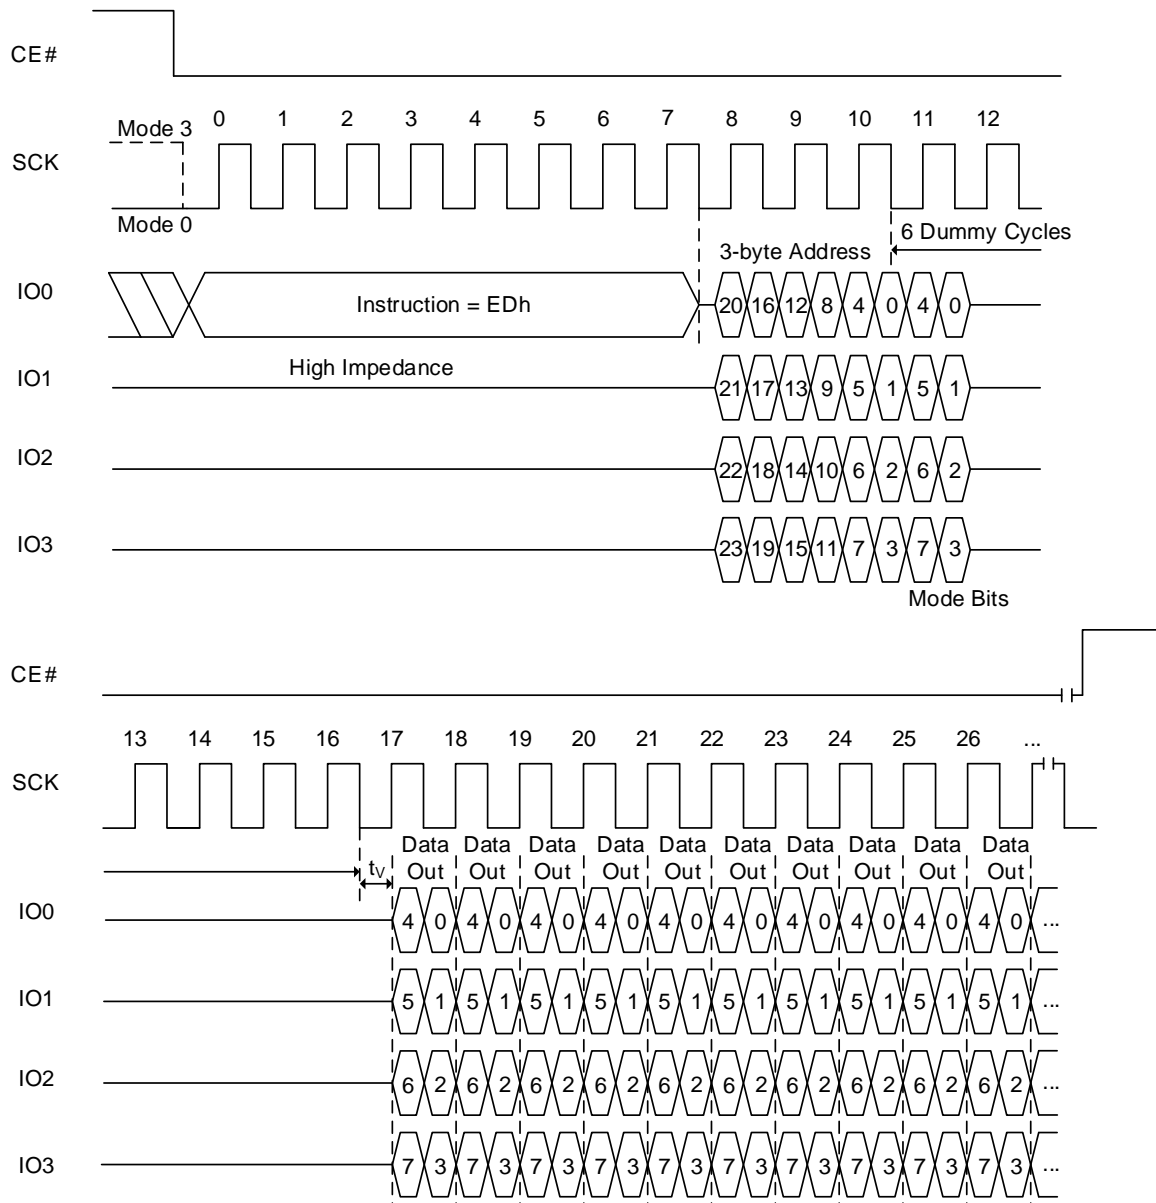 CE#
0 1 2 3 4 5 6 7 8 9 10 11 12
Mode 3
SCK
Mode 0
6 Dummy Cycles
3-byte Address
IO0 Instruction = EDh 20 16 12 8 4 0 4 0
High Impedance
IO1 21 17 13 9 5 1 5 1
IO2 22 18 14 10 6 2 6 2
IO3 23 19 15 11 7 3 7 3
Mode Bits
CE#
13 14 15 16 17 18 19 20 21 22 23 24 25 26 ...
SCK
Data Data Data Data Data Data Data Data Data Data
tV Out Out Out Out Out Out Out Out Out Out
IO0 4 0 4 0 4 0 4 0 4 0 4 0 4 0 4 0 4 0 4 0 ...
IO1 5 1 5 1 5 1 5 1 5 1 5 1 5 1 5 1 5 1 5 1 ...
IO2 6 2 6 2 6 2 6 2 6 2 6 2 6 2 6 2 6 2 6 2 ...
IO3 7 3 7 3 7 3 7 3 7 3 7 3 7 3 7 3 7 3 7 3 ...